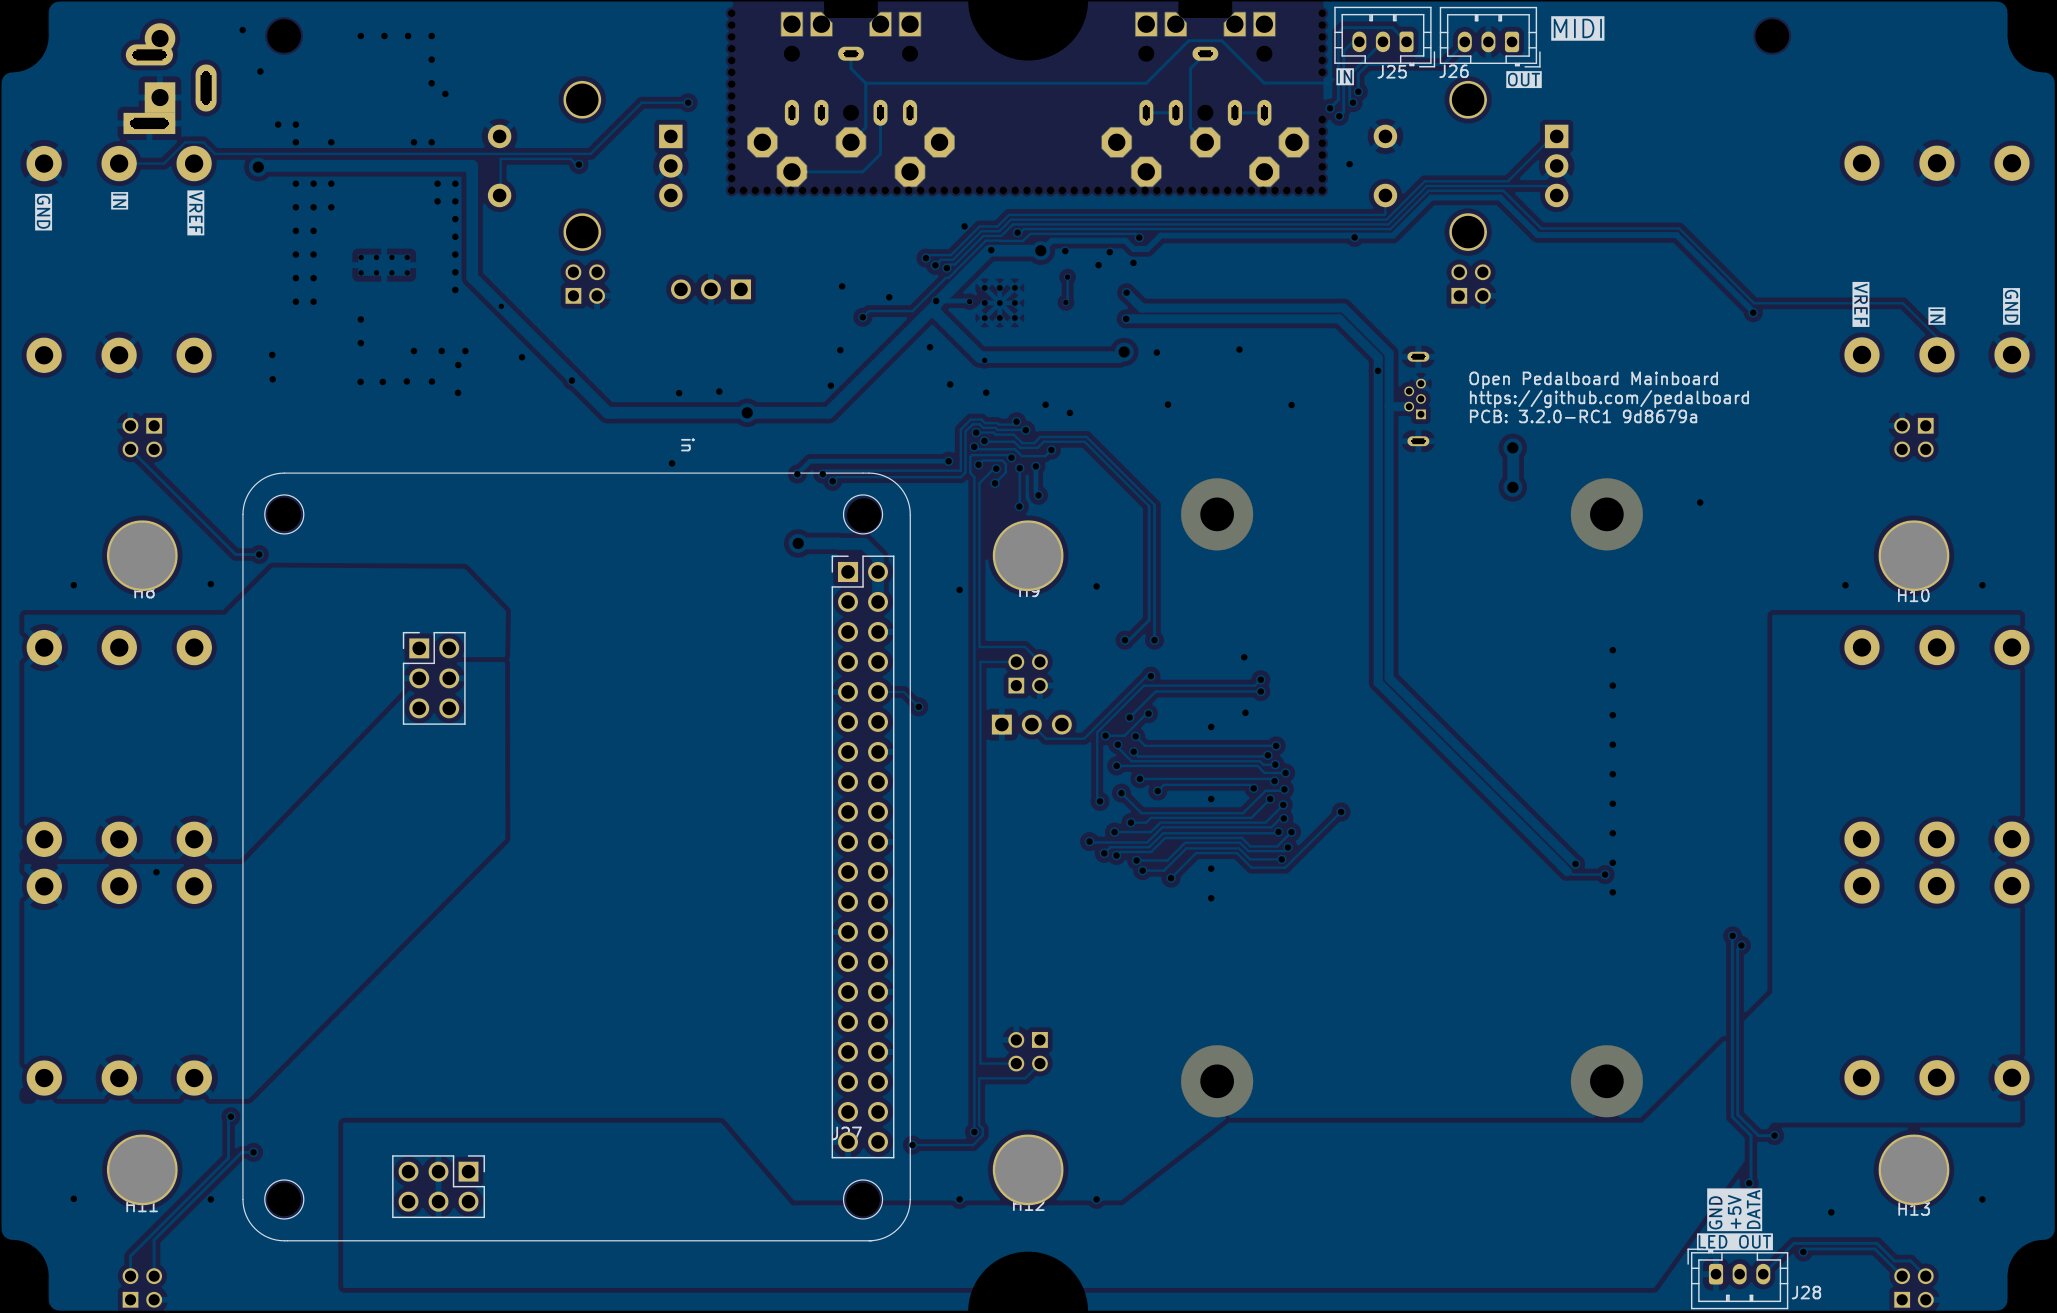 MIDI
J25
J26
IN
OUT
GND
IN
VREF
VREF
IN
GND
Open Pedalboard Mainboard
https://github.com/pedalboard
PCB: 3.2.0-RC1 9d8679a
in
H8
H9
H10
J27
H11
H12
H13
GND
+5V
DATA
LED OUT
J28